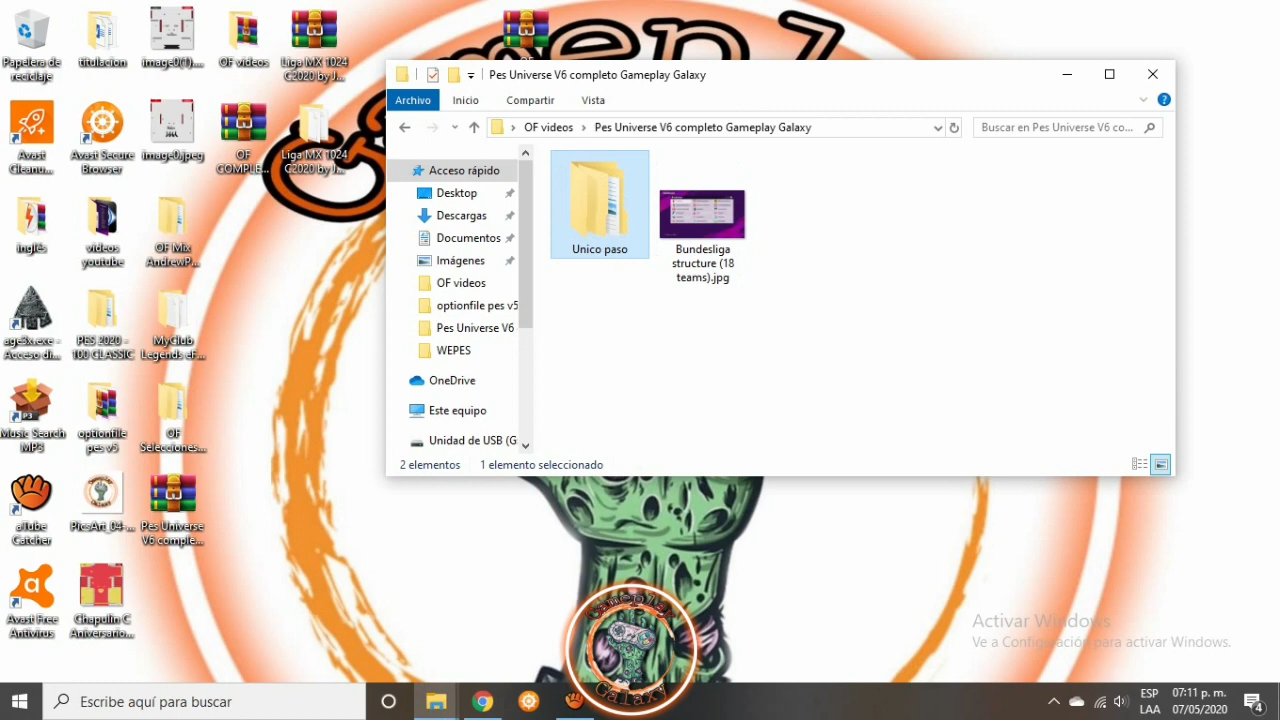 Papelera de
reciclaje
titulacion
image0(1)....
OF videos
Liga MX 1024
C2020 by J...
OF
Avast
Cleanu...
Avast Secure
Browser
image0.jpeg
OF
COMPLE...
Liga MX 1024
C2020 by J...
inglés
videos
youtube
OF Mix
AndrewP...
age3x.exe -
Acceso di...
PES 2020 -
100 CLASSIC
MyClub
Legends eF...
Music Search
MP3
optionfile
pes v5
OF
Selecciones...
aTube
Catcher
PicsArt_04-...
Pes Universe
V6 comple...
Avast Free
Antivirus
Chapulin C
Aniversario...
Pes Universe V6 completo Gameplay Galaxy
Archivo Inicio Compartir Vista
OF videos > Pes Universe V6 completo Gameplay Galaxy
Buscar en Pes Universe V6 co...
Acceso rápido
Desktop
Descargas
Documentos
Imágenes
OF videos
optionfile pes v5
Pes Universe V6
WEPES
OneDrive
Este equipo
Unidad de USB (G
Unico paso
Bundesliga
structure (18
teams).jpg
2 elementos 1 elemento seleccionado
Gameplay
Galaxy
Activar Windows
Ve a Configuración para activar Windows.
Escribe aquí para buscar
ESP
LAA
07:11 p. m.
07/05/2020
4